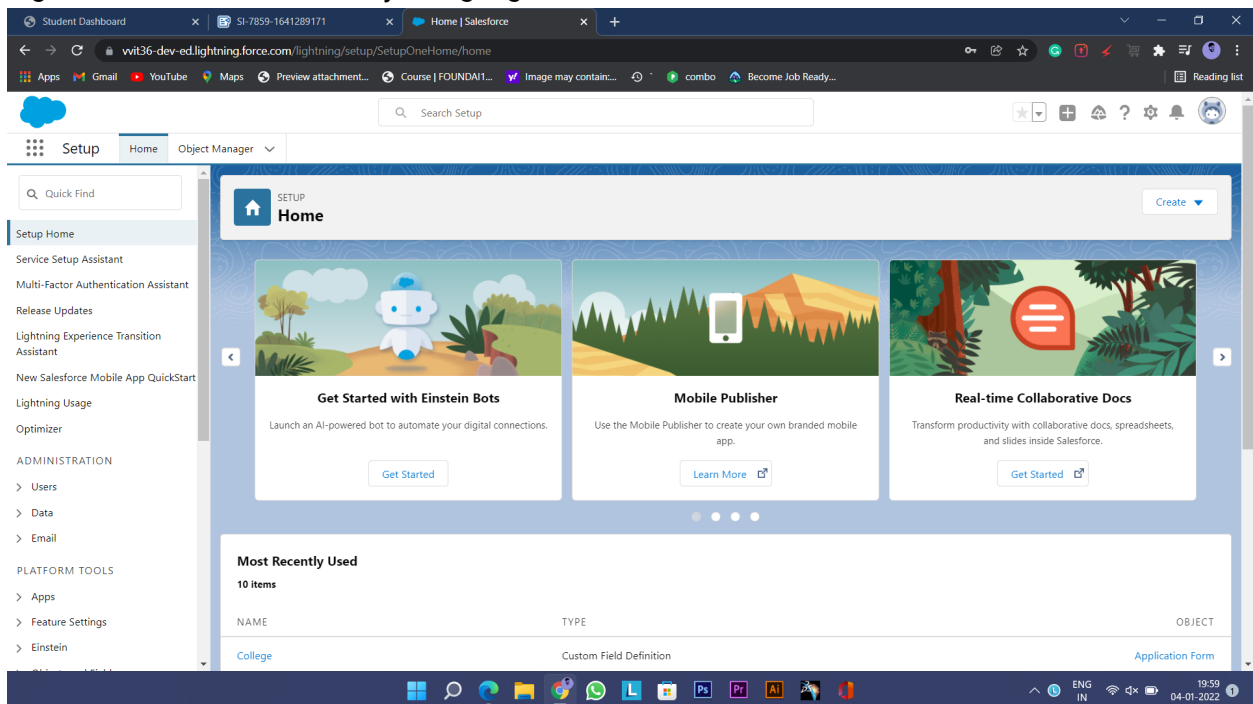 Student Dashboard
SI-7859-1641289171
Home | Salesforce
vvit36-dev-ed.lightning.force.com/lightning/setup/SetupOneHome/home
Apps Gmail YouTube Maps Preview attachment... Course | FOUNDAI1... Image may contain:... combo Become Job Ready... Reading list
Search Setup
Setup Home Object Manager
Quick Find
Setup Home
Service Setup Assistant
Multi-Factor Authentication Assistant
Release Updates
Lightning Experience Transition
Assistant
New Salesforce Mobile App QuickStart
Lightning Usage
Optimizer
ADMINISTRATION
Users
Data
Email
PLATFORM TOOLS
Apps
Feature Settings
Einstein
SETUP
Home
Create
Get Started with Einstein Bots
Launch an AI-powered bot to automate your digital connections.
Get Started
Mobile Publisher
Use the Mobile Publisher to create your own branded mobile
app.
Learn More
Real-time Collaborative Docs
Transform productivity with collaborative docs, spreadsheets,
and slides inside Salesforce.
Get Started
Most Recently Used
10 items
NAME TYPE OBJECT
College Custom Field Definition Application Form
Ps Pr Ai
ENG
IN
19:59
04-01-2022